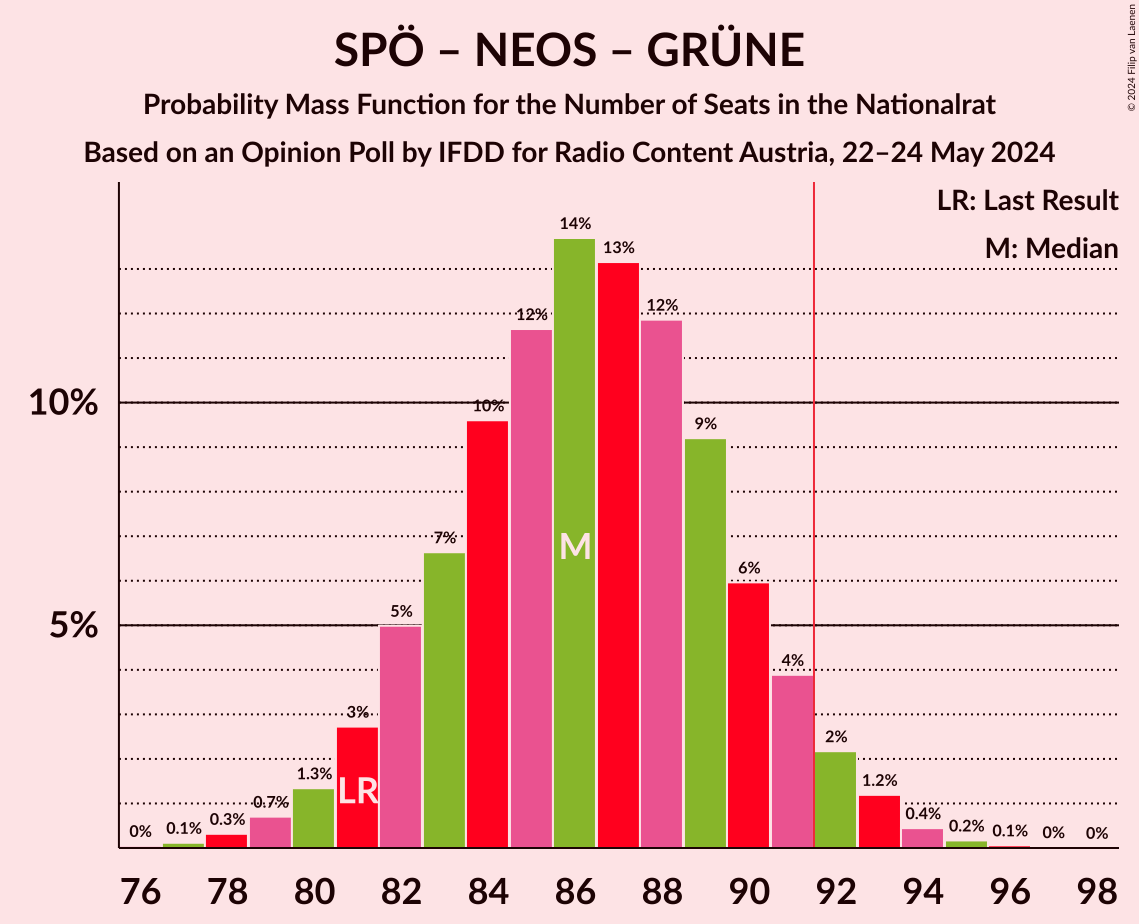 SPÖ – NEOS – GRÜNE
Probability Mass Function for the Number of Seats in the Nationalrat
Based on an Opinion Poll by IFDD for Radio Content Austria, 22–24 May 2024
© 2024 Filip van Laenen
LR: Last Result
M: Median
14%
13%
12%
12%
10%
10%
9%
7%
M
6%
5%
5%
4%
3%
2%
1.3%
LR
1.2%
0.7%
0.3%
0.4%
0%
0.1%
0.2%
0.1%
0%
0%
76 78 80 82 84 86 88 90 92 94 96 98